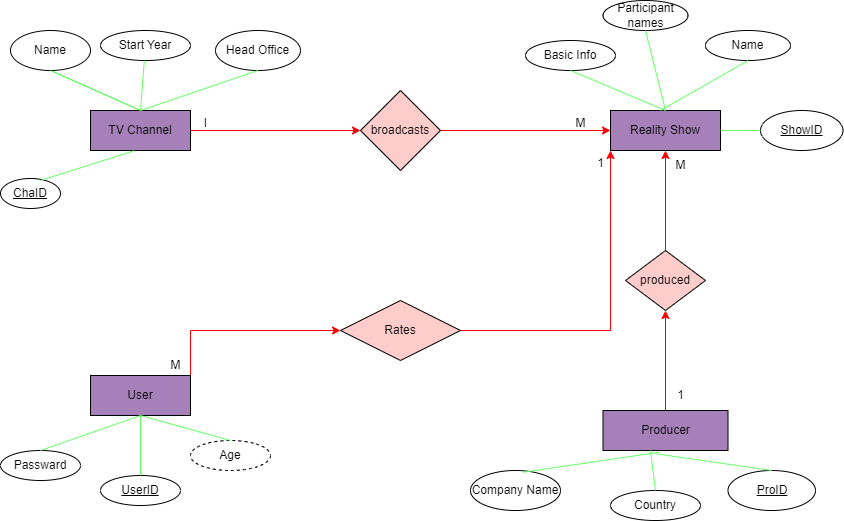 Participant
names
Name
Start Year
Head Office
Basic Info
Name
TV Channel
I
broadcasts
M
Reality Show
ShowID
1
M
ChaID
produced
Rates
M
1
User
Producer
Passward
UserID
Age
Company Name
Country
ProID